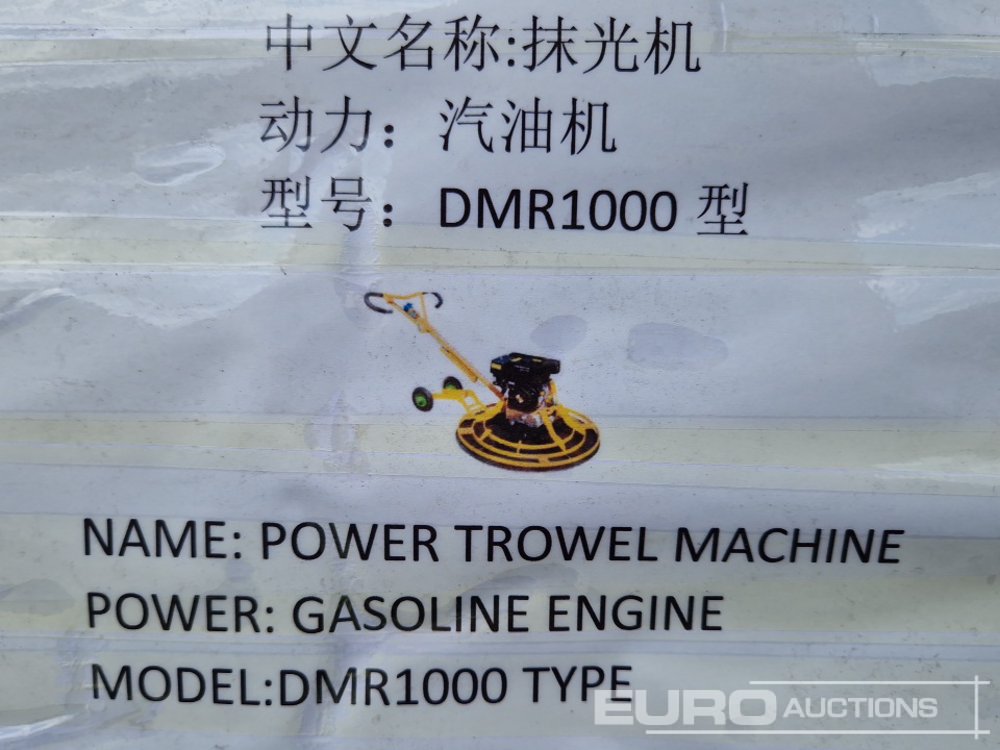 中文名称:抹光机
动力：汽油机
型号：DMR1000 型
NAME: POWER TROWEL MACHINE
POWER: GASOLINE ENGINE
MODEL:DMR1000 TYPE
EURO AUCTIONS